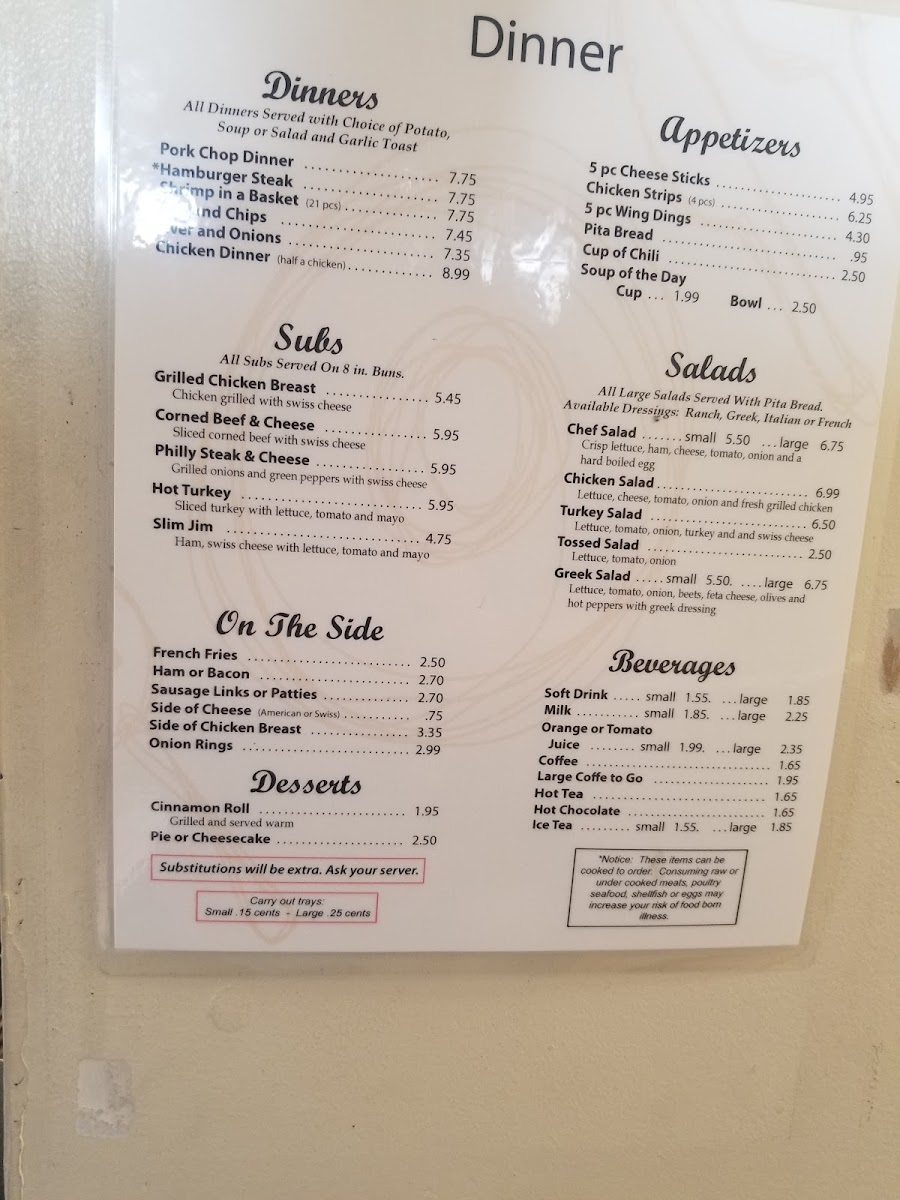 Dinner
Dinners
All Dinners Served with Choice of Potato,
Soup or Salad and Garlic Toast
Pork Chop Dinner ........................ 7.75
*Hamburger Steak ........................ 7.75
Shrimp in a Basket (21 pcs) ................ 7.75
and Chips ........................ 7.45
and Onions ........................ 7.35
Chicken Dinner (half a chicken) ............. 8.99
Subs
All Subs Served On 8 in. Buns.
Grilled Chicken Breast ................ 5.45
Chicken grilled with swiss cheese
Corned Beef & Cheese ................ 5.95
Sliced corned beef with swiss cheese
Philly Steak & Cheese ................ 5.95
Grilled onions and green peppers with swiss cheese
Hot Turkey ............................ 5.95
Sliced turkey with lettuce, tomato and mayo
Slim Jim ............................ 4.75
Ham, swiss cheese with lettuce, tomato and mayo
On The Side
French Fries ........................ 2.50
Ham or Bacon ...................... 2.70
Sausage Links or Patties ............. 2.70
Side of Cheese (American or Swiss) .......... .75
Side of Chicken Breast ............... 3.35
Onion Rings ......................... 2.99
Desserts
Cinnamon Roll ...................... 1.95
Grilled and served warm
Pie or Cheesecake ................... 2.50
Substitutions will be extra. Ask your server.
Carry out trays:
Small .15 cents - Large .25 cents
Appetizers
5 pc Cheese Sticks ................... 4.95
Chicken Strips (4 pcs) .................. 6.25
5 pc Wing Dings ..................... 4.30
Pita Bread .......................... .95
Cup of Chili ......................... 2.50
Soup of the Day
Cup ... 1.99 Bowl ... 2.50
Salads
All Large Salads Served With Pita Bread.
Available Dressings: Ranch, Greek, Italian or French
Chef Salad ....... small 5.50 ... large 6.75
Crisp lettuce, ham, cheese, tomato, onion and a
hard boiled egg
Chicken Salad ........................ 6.99
Lettuce, cheese, tomato, onion and fresh grilled chicken
Turkey Salad ........................ 6.50
Lettuce, tomato, onion, turkey and and swiss cheese
Tossed Salad ........................ 2.50
Lettuce, tomato, onion
Greek Salad ..... small 5.50. .... large 6.75
Lettuce, tomato, onion, beets, feta cheese, olives and
hot peppers with greek dressing
Beverages
Soft Drink ..... small 1.55. ... large 1.85
Milk ........... small 1.85. ... large 2.25
Orange or Tomato
Juice ........ small 1.99. ... large 2.35
Coffee .............................. 1.65
Large Coffe to Go .................... 1.95
Hot Tea ............................. 1.65
Hot Chocolate ....................... 1.65
Ice Tea ......... small 1.55. ... large 1.85
*Notice: These items can be
cooked to order. Consuming raw or
under cooked meats, poultry
seafood, shellfish or eggs may
increase your risk of food born
illness.